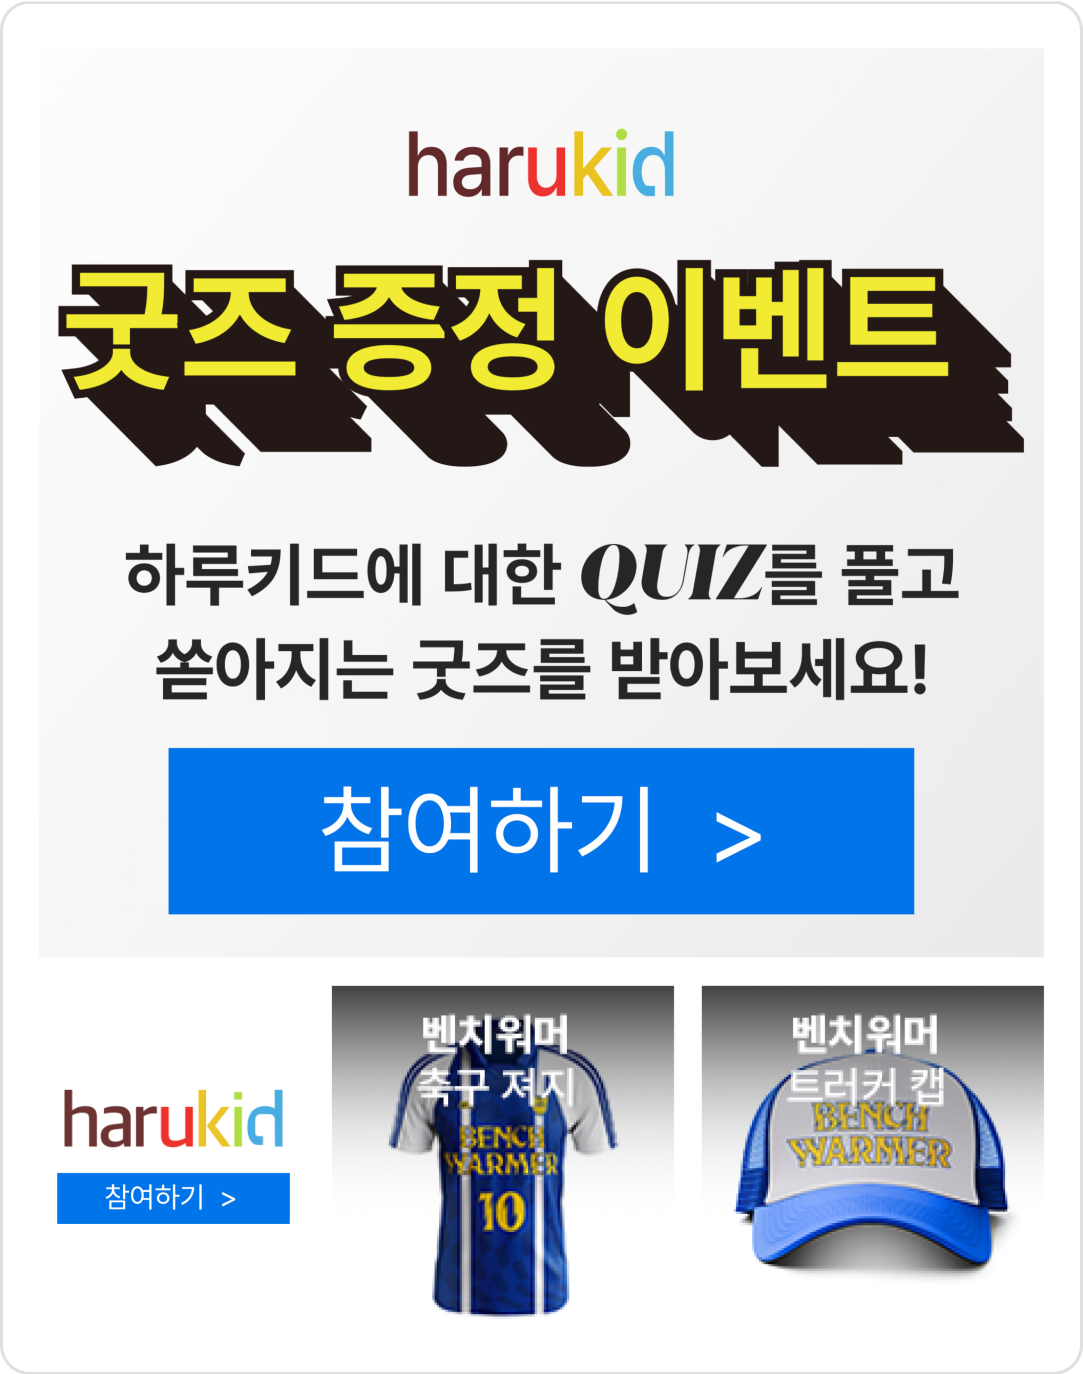 harukid
굿즈 증정 이벤트
하루키드에 대한 QUIZ를 풀고
쏟아지는 굿즈를 받아보세요!
참여하기 >
harukid
참여하기 >
벤치워머
축구 져지
BENCH
WARMER
10
벤치워머
트러커 캡
BENCH
WARMER